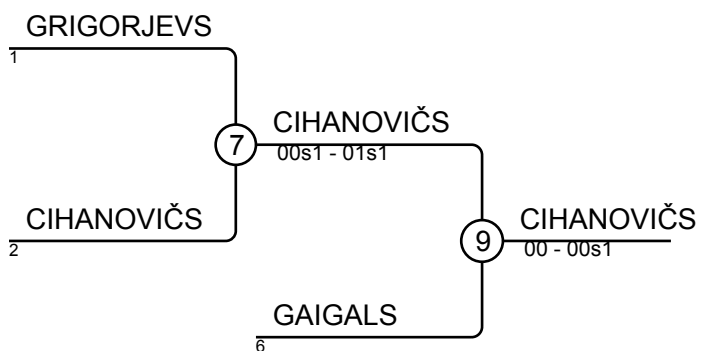 GRIGORJEVS
1
7
CIHANOVIČS
00s1 - 01s1
CIHANOVIČS
2
9
CIHANOVIČS
00 - 00s1
GAIGALS
6